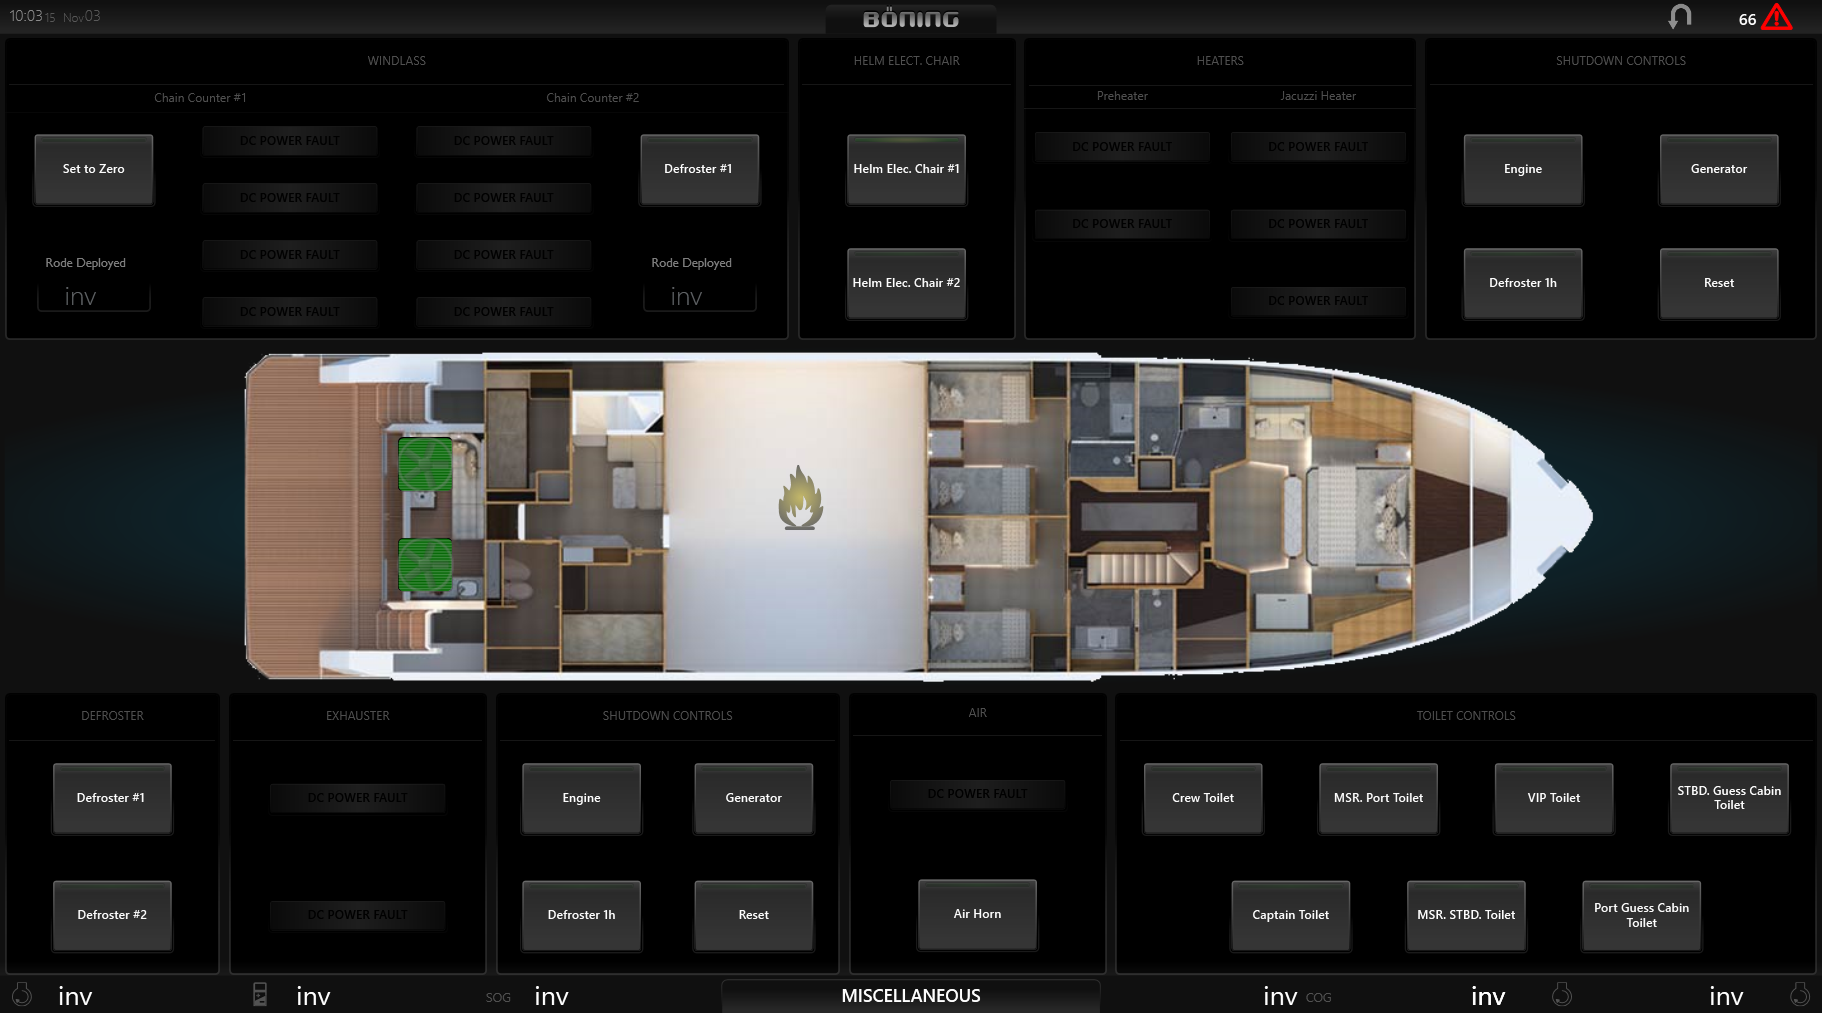 10:03 15 Nov 03
BÖNING
66
WINDLASS
Chain Counter #1
Chain Counter #2
Set to Zero
DC POWER FAULT
DC POWER FAULT
DC POWER FAULT
DC POWER FAULT
DC POWER FAULT
DC POWER FAULT
DC POWER FAULT
DC POWER FAULT
Defroster #1
Rode Deployed
inv
Rode Deployed
inv
HELM ELECT. CHAIR
Helm Elec. Chair #1
Helm Elec. Chair #2
HEATERS
Preheater
Jacuzzi Heater
DC POWER FAULT
DC POWER FAULT
DC POWER FAULT
DC POWER FAULT
DC POWER FAULT
SHUTDOWN CONTROLS
Engine
Generator
Defroster 1h
Reset
DEFROSTER
Defroster #1
Defroster #2
EXHAUSTER
DC POWER FAULT
DC POWER FAULT
SHUTDOWN CONTROLS
Engine
Generator
Defroster 1h
Reset
AIR
DC POWER FAULT
Air Horn
TOILET CONTROLS
Crew Toilet
MSR. Port Toilet
VIP Toilet
STBD. Guess Cabin
Toilet
Captain Toilet
MSR. STBD. Toilet
Port Guess Cabin
Toilet
inv
inv
SOG inv
MISCELLANEOUS
inv COG
inv
inv